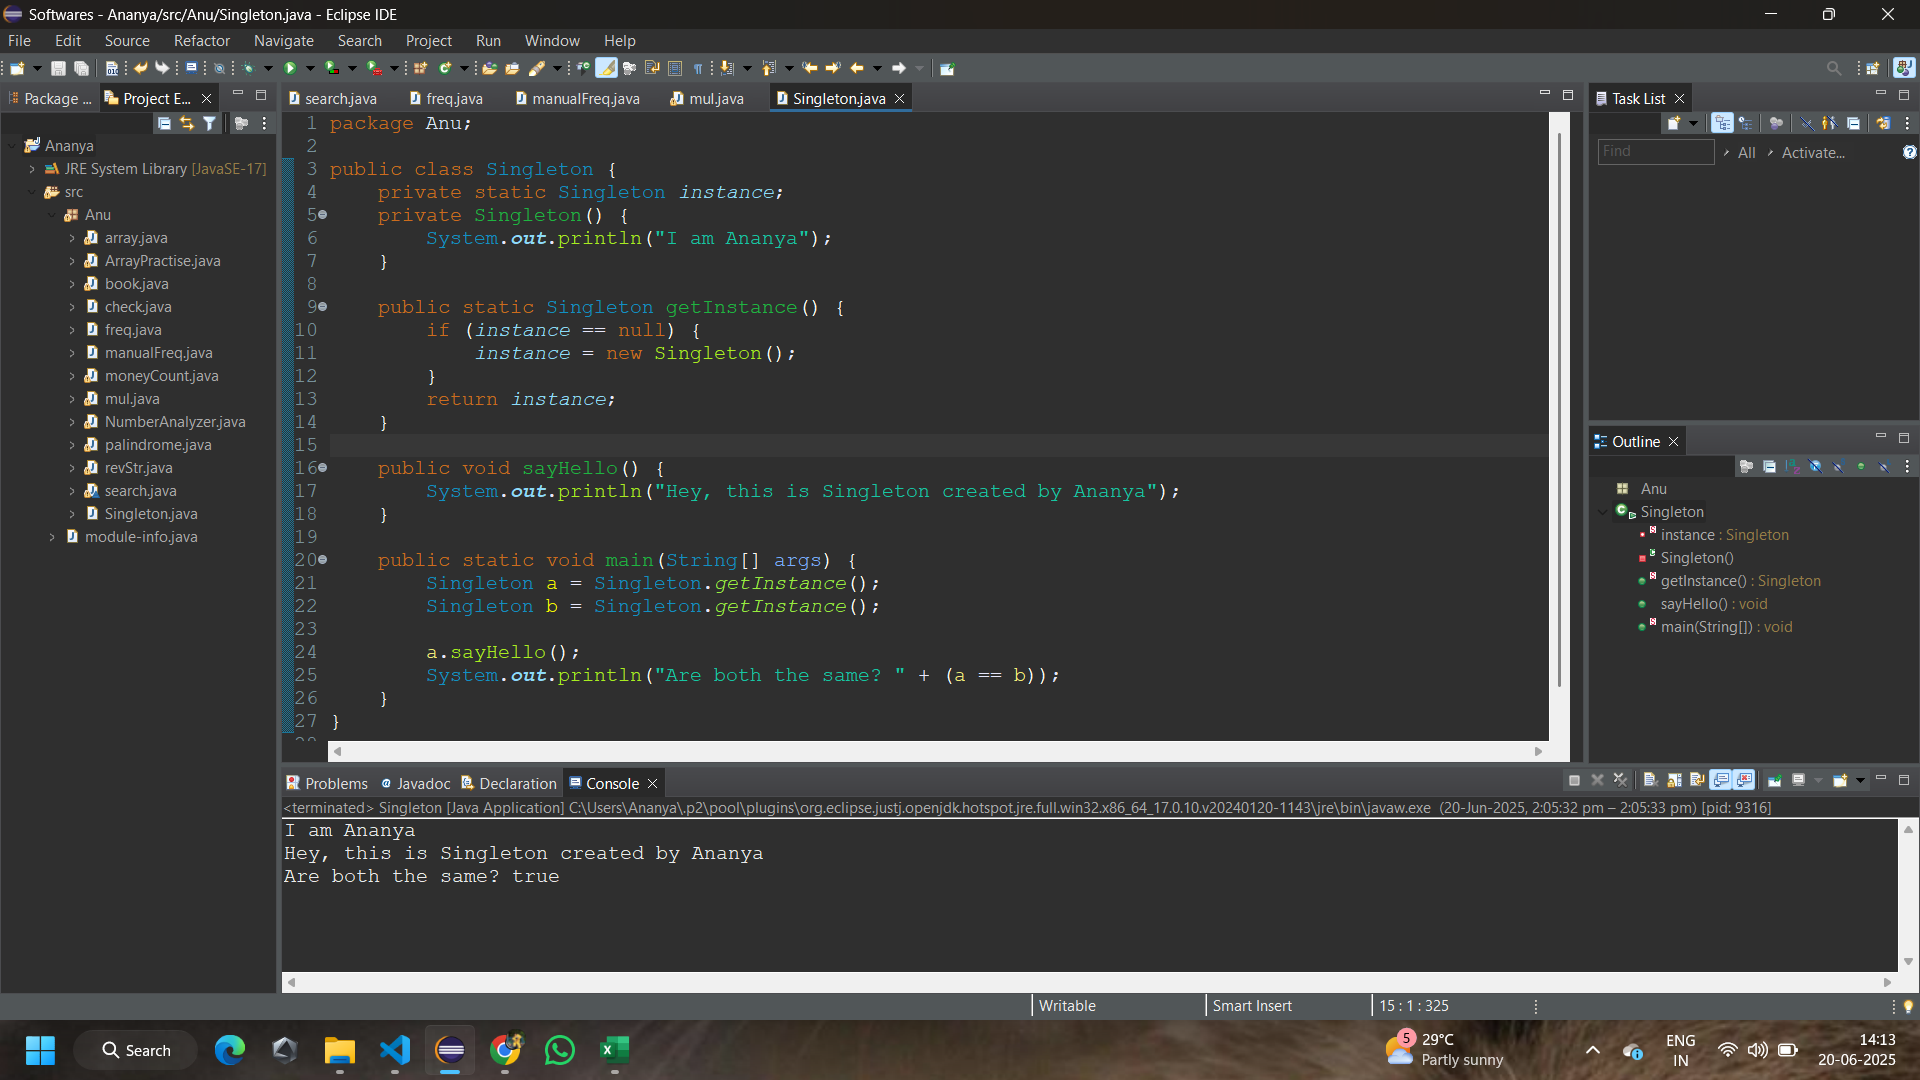 Softwares - Ananya/src/Anu/Singleton.java - Eclipse IDE
File Edit Source Refactor Navigate Search Project Run Window Help
Package ... Project E...
Ananya
JRE System Library [JavaSE-17]
src
Anu
array.java
ArrayPractise.java
book.java
check.java
freq.java
manualFreq.java
moneyCount.java
mul.java
NumberAnalyzer.java
palindrome.java
revStr.java
search.java
Singleton.java
module-info.java
search.java freq.java manualFreq.java mul.java Singleton.java
1 package Anu;
2
3 public class Singleton {
4 private static Singleton instance;
5 private Singleton() {
6 System.out.println("I am Ananya");
7 }
8
9 public static Singleton getInstance() {
10 if (instance == null) {
11 instance = new Singleton();
12 }
13 return instance;
14 }
15
16 public void sayHello() {
17 System.out.println("Hey, this is Singleton created by Ananya");
18 }
19
20 public static void main(String[] args) {
21 Singleton a = Singleton.getInstance();
22 Singleton b = Singleton.getInstance();
23
24 a.sayHello();
25 System.out.println("Are both the same? " + (a == b));
26 }
27 }
Task List
Find All Activate...
Outline
Anu
Singleton
instance : Singleton
Singleton()
getInstance() : Singleton
sayHello() : void
main(String[]) : void
Problems Javadoc Declaration Console
<terminated> Singleton [Java Application] C:\Users\Ananya\.p2\pool\plugins\org.eclipse.justj.openjdk.hotspot.jre.full.win32.x86_64_17.0.10.v20240120-1143\jre\bin\javaw.exe (20-Jun-2025, 2:05:32 pm – 2:05:33 pm) [pid: 9316]
I am Ananya
Hey, this is Singleton created by Ananya
Are both the same? true
Writable Smart Insert 15 : 1 : 325
Search
5 29°C
Partly sunny
ENG
IN
14:13
20-06-2025